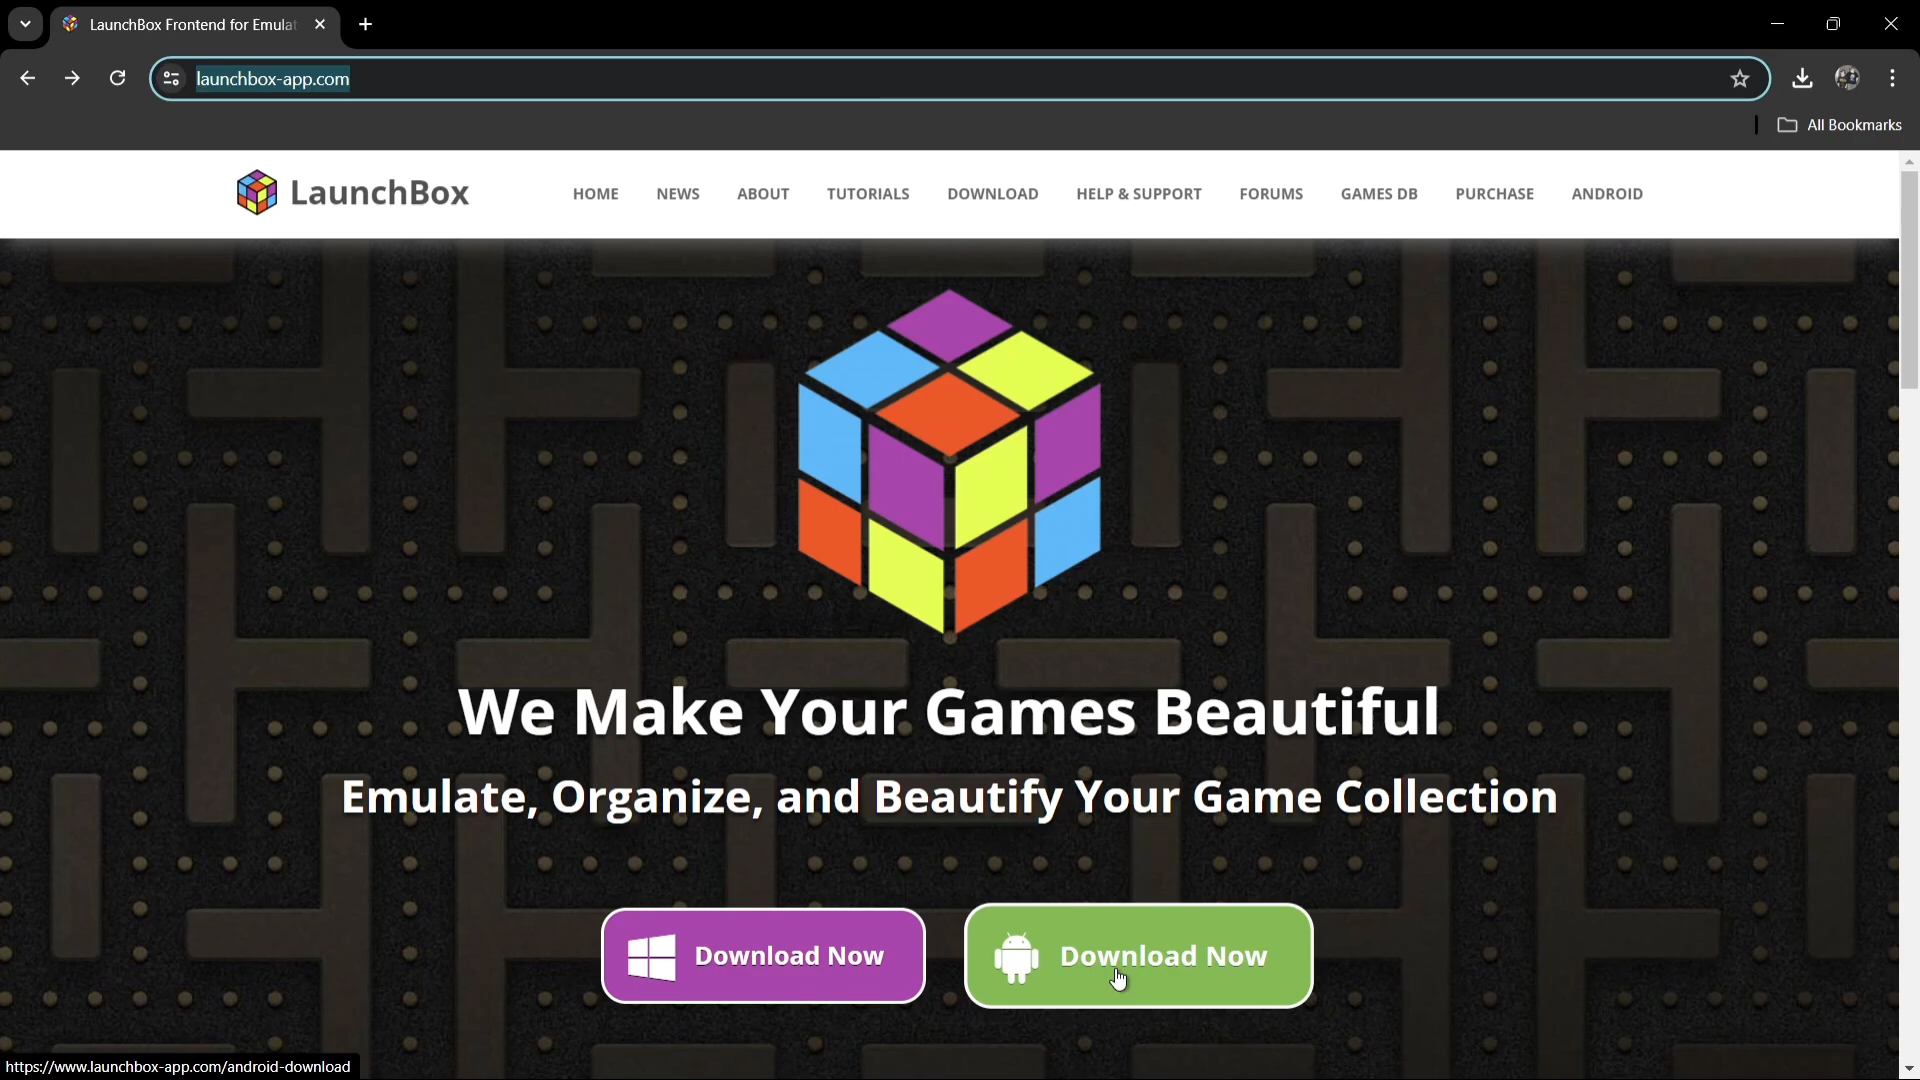 LaunchBox Frontend for Emulat
launchbox-app.com
All Bookmarks
LaunchBox
HOME NEWS ABOUT TUTORIALS DOWNLOAD HELP & SUPPORT FORUMS GAMES DB PURCHASE ANDROID
We Make Your Games Beautiful
Emulate, Organize, and Beautify Your Game Collection
Download Now
Download Now
https://www.launchbox-app.com/android-download